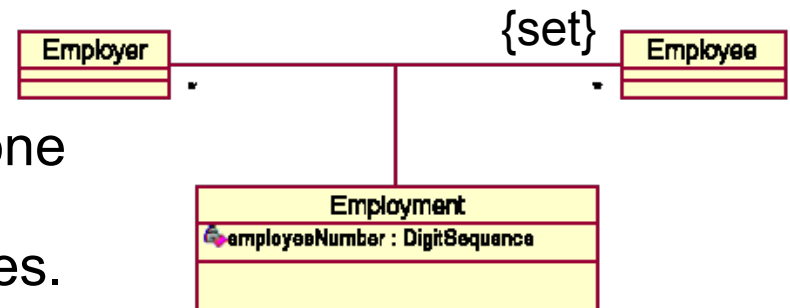 {set}
Employer
Employee
*
*
one
Employment
employeeNumber : DigitSequence
es.